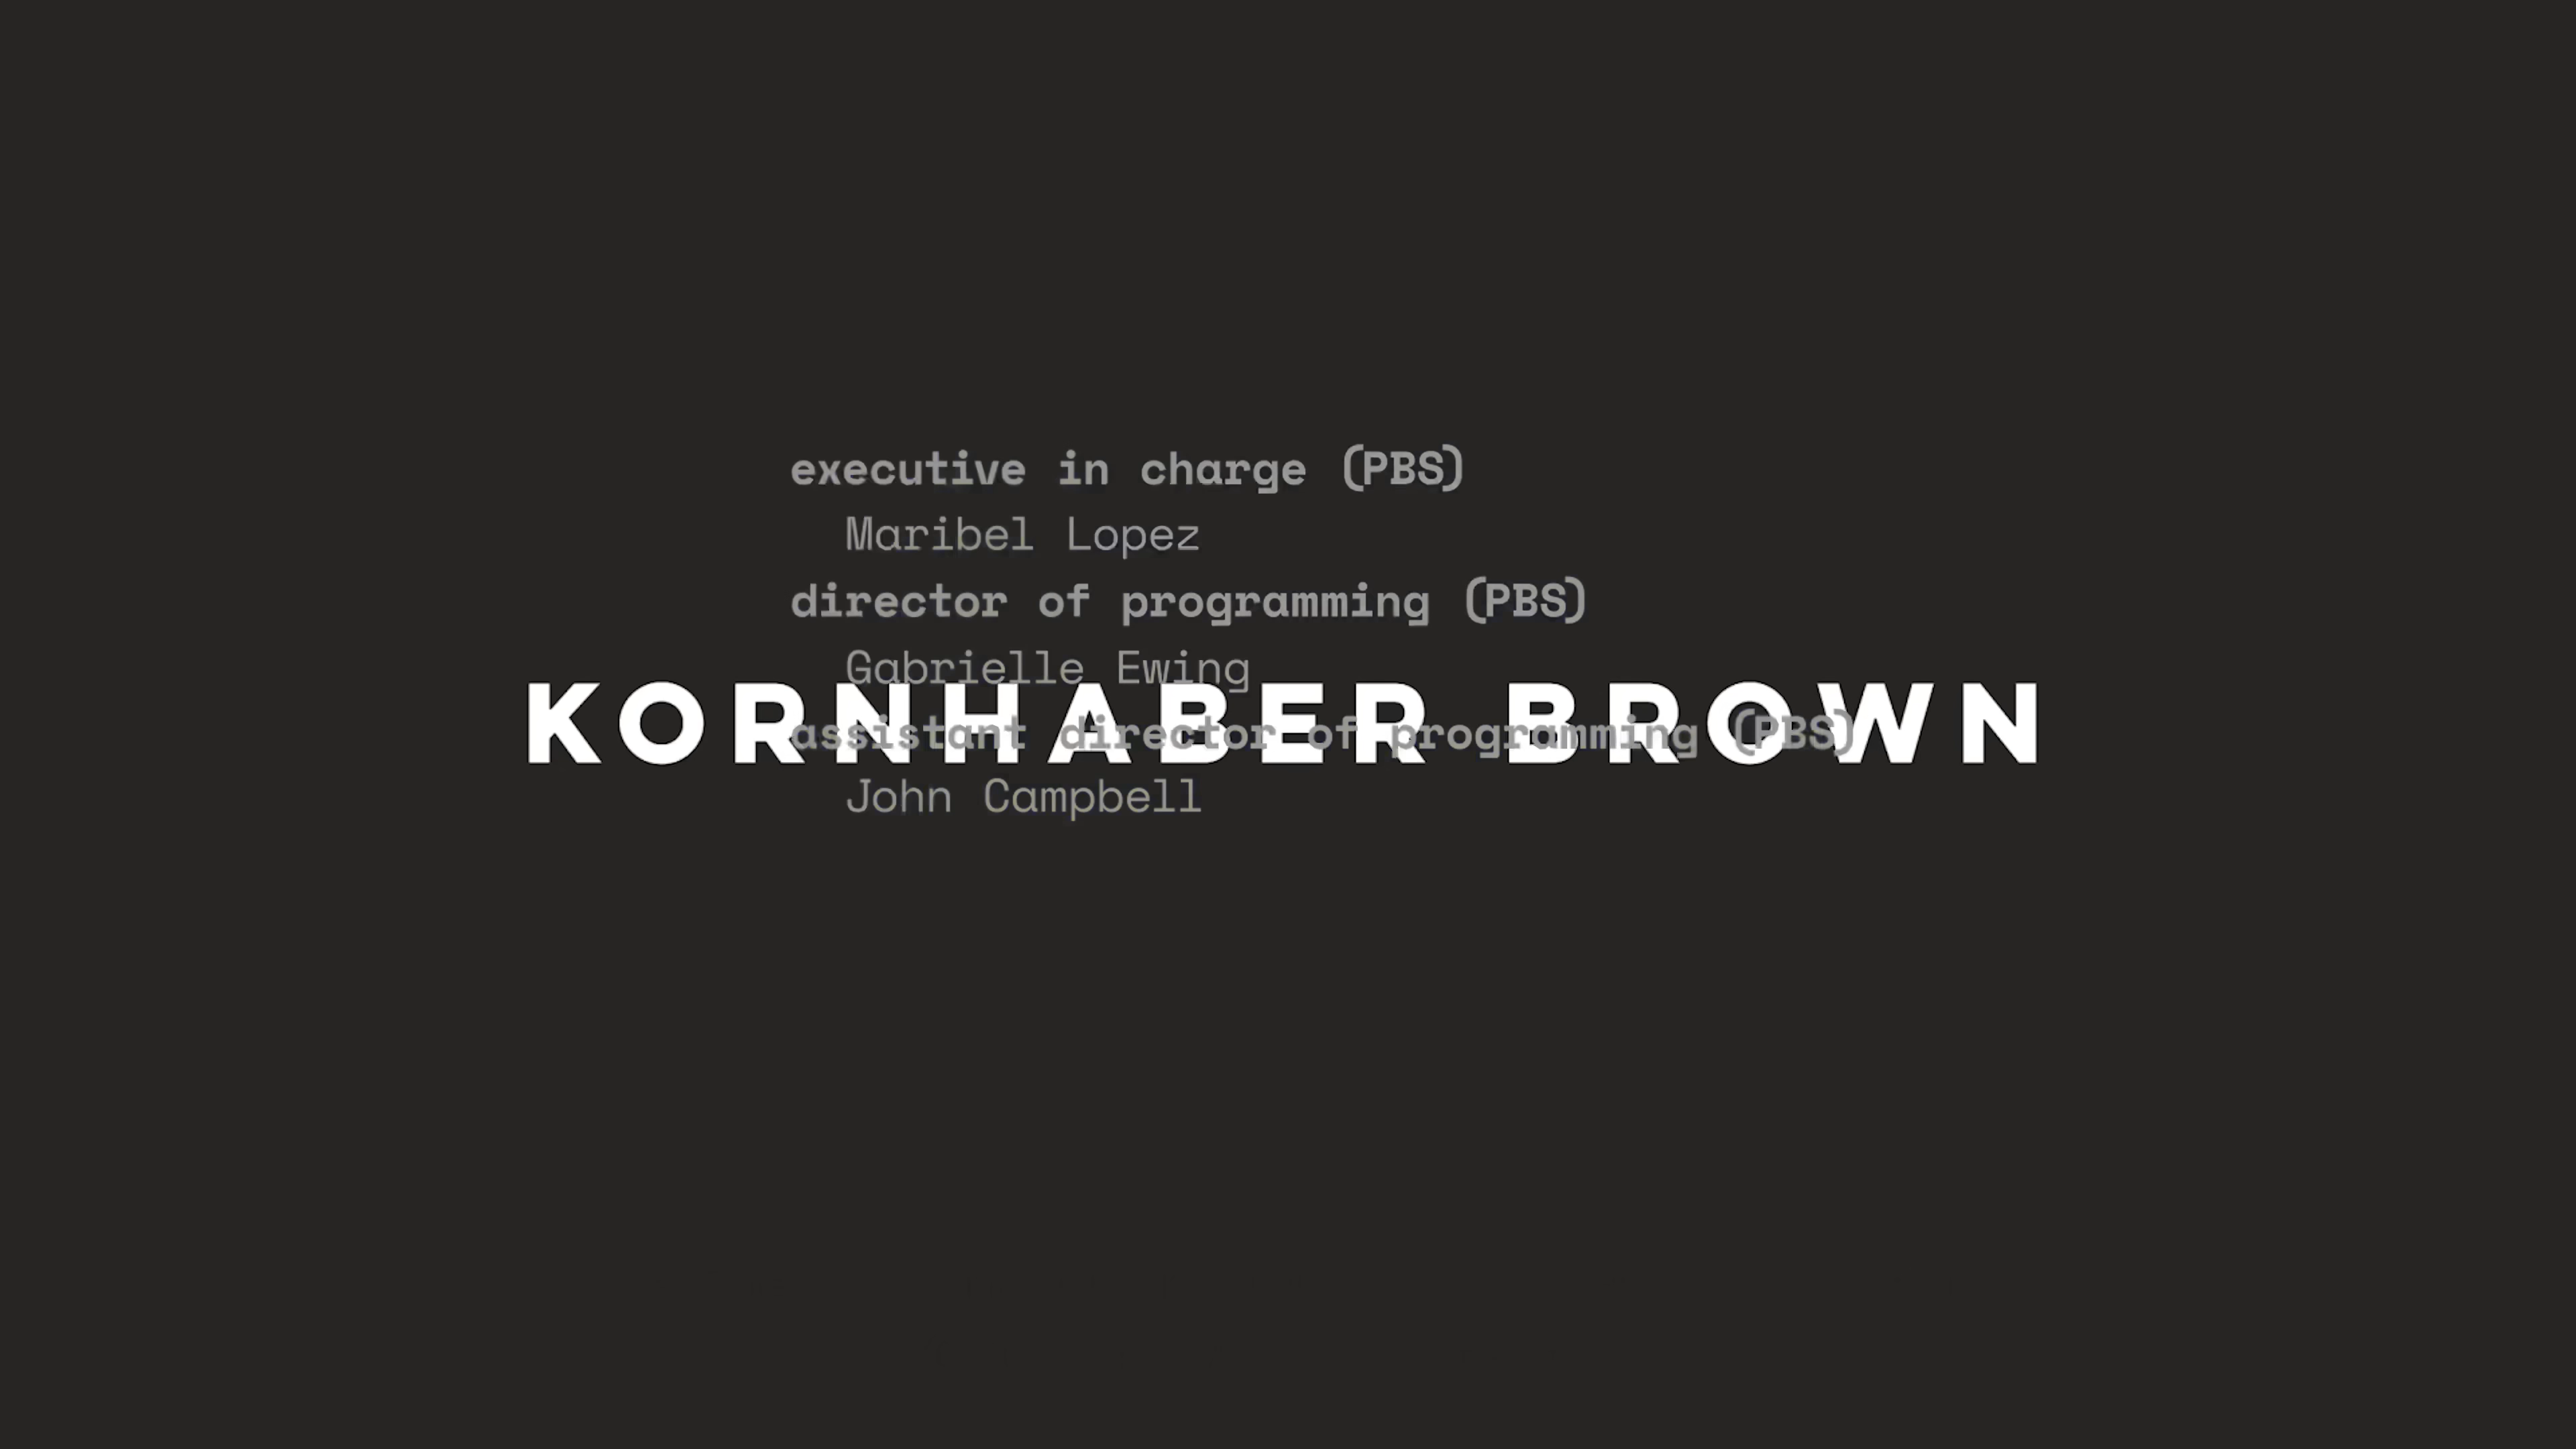 executive in charge (PBS)
Maribel Lopez
director of programming (PBS)
Gabrielle Ewing
KORNHABER BROWN
assistant director of programming (PBS)
John Campbell